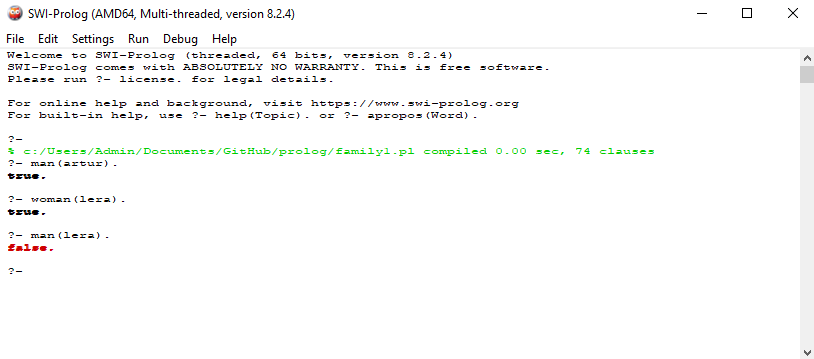 SWI-Prolog (AMD64, Multi-threaded, version 8.2.4)
File Edit Settings Run Debug Help
Welcome to SWI-Prolog (threaded, 64 bits, version 8.2.4)
SWI-Prolog comes with ABSOLUTELY NO WARRANTY. This is free software.
Please run ?- license. for legal details.
For online help and background, visit https://www.swi-prolog.org
For built-in help, use ?- help(Topic). or ?- apropos(Word).
?-
% c:/Users/Admin/Documents/GitHub/prolog/family1.pl compiled 0.00 sec, 74 clauses
?- man(artur).
true.
?- woman(lera).
true.
?- man(lera).
false.
?-